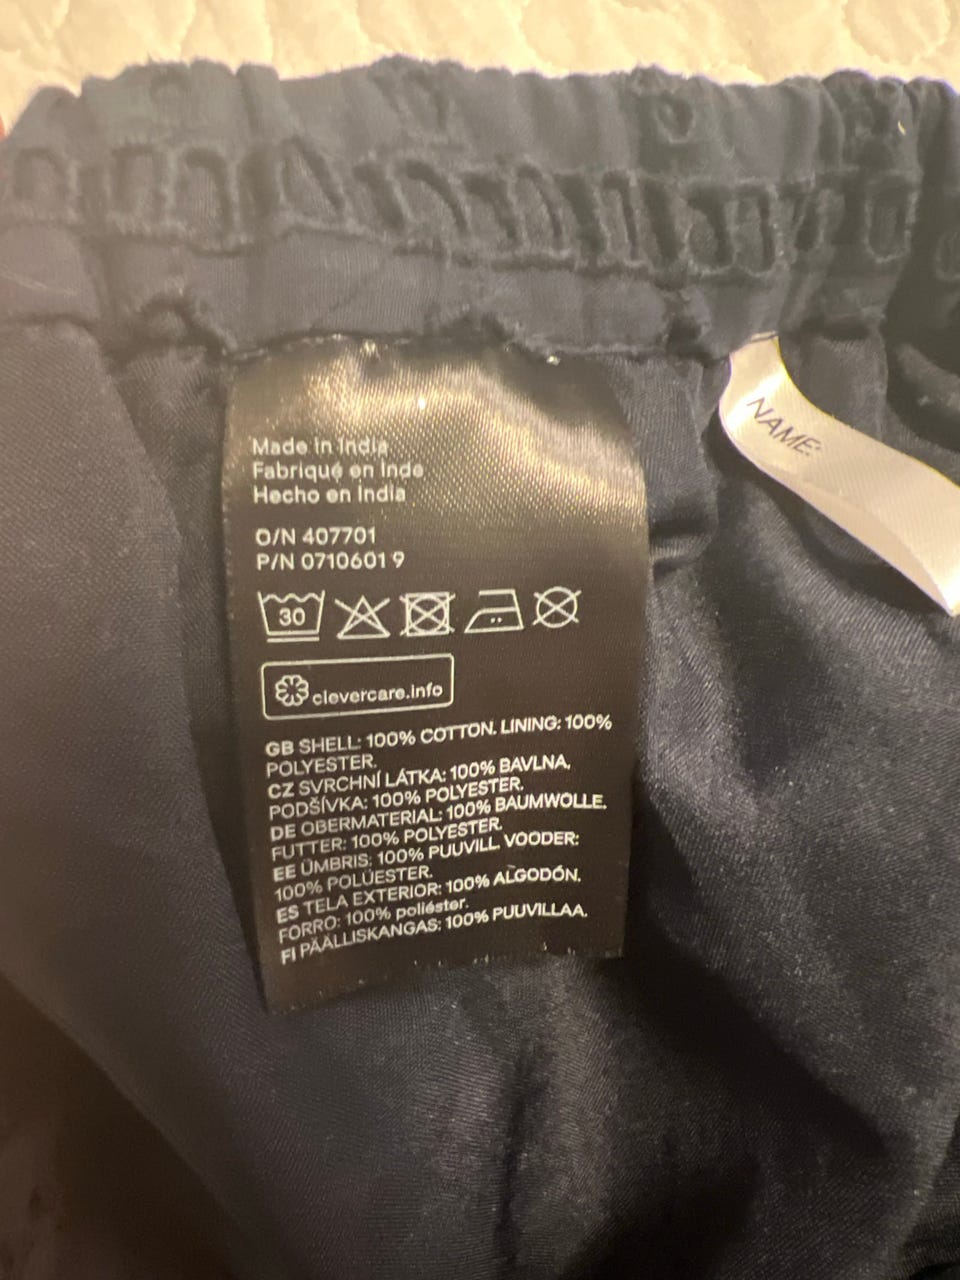 Made in India
Fabriqué en Inde
Hecho en India
O/N 407701
P/N 0710601 9
30
clevercare.info
GB SHELL: 100% COTTON. LINING: 100%
POLYESTER.
CZ SVRCHNÍ LÁTKA: 100% BAVLNA.
PODŠÍVKA: 100% POLYESTER.
DE OBERMATERIAL: 100% BAUMWOLLE.
FUTTER: 100% POLYESTER.
EE ÜMBRIS: 100% PUUVILL. VOODER:
100% POLÜESTER.
ES TELA EXTERIOR: 100% ALGODÓN.
FORRO: 100% poliéster.
FI PÄÄLLISKANGAS: 100% PUUVILLAA.
NAME: